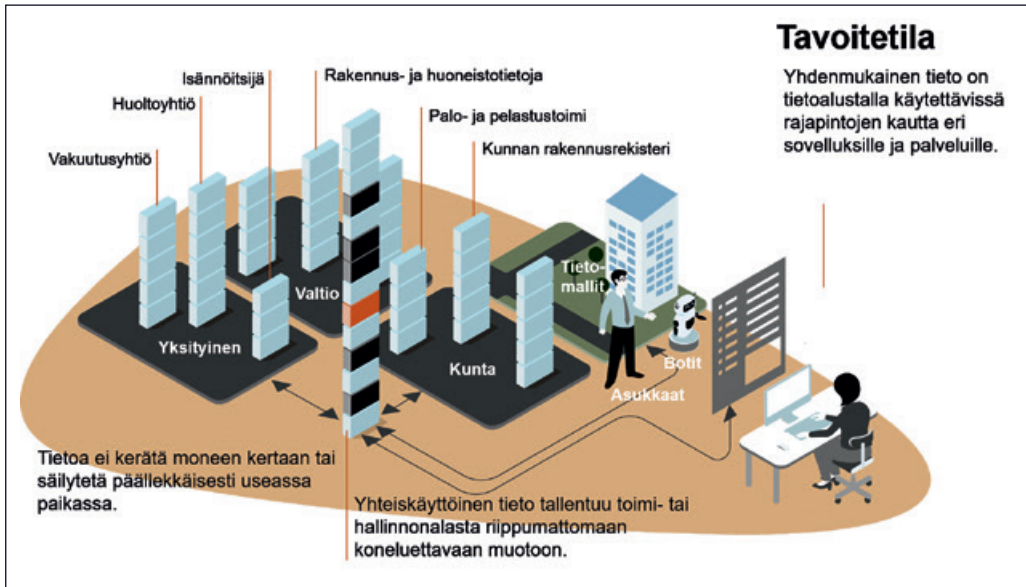 Tavoitetila
Yhdenmukainen tieto on
tietoalustalla käytettävissä
rajapintojen kautta eri
sovelluksille ja palveluille.
Isännöitsijä
Rakennus- ja huoneistotietoja
Huoltoyhtiö
Palo- ja pelastustoimi
Vakuutusyhtiö
Kunnan rakennusrekisteri
Tieto-
mallit
Valtio
Yksityinen
Kunta
Botit
Asukkaat
Tietoa ei kerätä moneen kertaan tai
säilytetä päällekkäisesti useassa
paikassa.
Yhteiskäyttöinen tieto tallentuu toimi- tai
hallinnonalasta riippumattomaan
koneluettavaan muotoon.